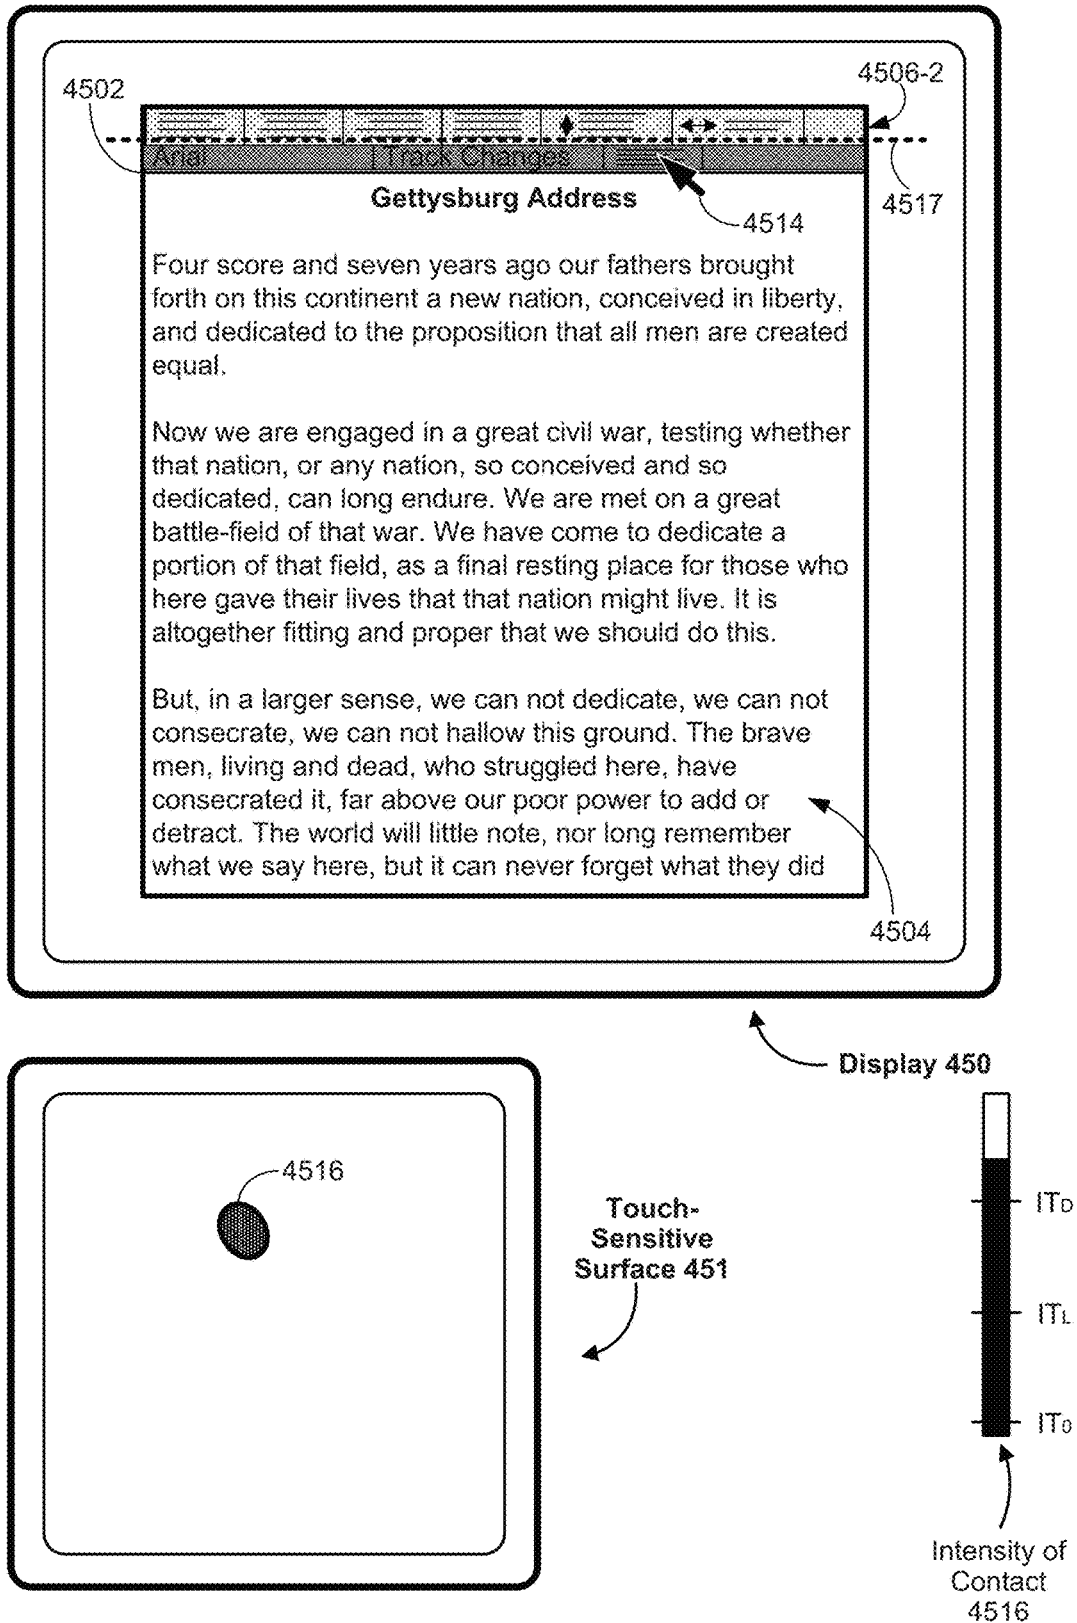 4506-2
4502
Arial Track Changes
4517
Gettysburg Address
4514
Four score and seven years ago our fathers brought
forth on this continent a new nation, conceived in liberty,
and dedicated to the proposition that all men are created
equal.
Now we are engaged in a great civil war, testing whether
that nation, or any nation, so conceived and so
dedicated, can long endure. We are met on a great
battle-field of that war. We have come to dedicate a
portion of that field, as a final resting place for those who
here gave their lives that that nation might live. It is
altogether fitting and proper that we should do this.
But, in a larger sense, we can not dedicate, we can not
consecrate, we can not hallow this ground. The brave
men, living and dead, who struggled here, have
consecrated it, far above our poor power to add or
detract. The world will little note, nor long remember
what we say here, but it can never forget what they did
4504
Display 450
4516
Touch-
Sensitive
Surface 451
ITD
ITL
IT0
Intensity of
Contact
4516